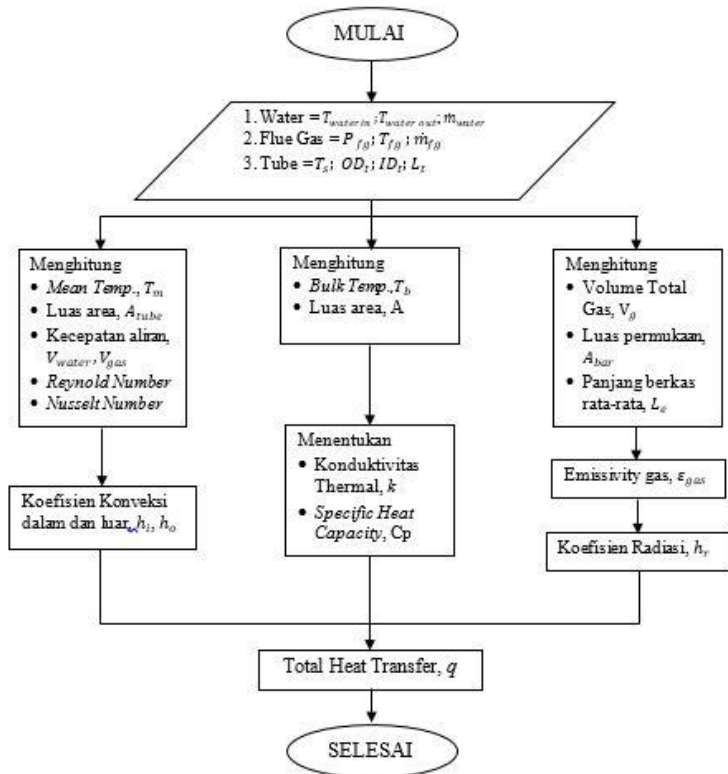 MULAI
1. Water = T_water in ; T_water out ; ṁ_water
2. Flue Gas = P_fg ; T_fg ; ṁ_fg
3. Tube = T_s ; OD_t ; ID_t ; L_t
Menghitung
• Mean Temp., T_m
• Luas area, A_tube
• Kecepatan aliran,
V_water, V_gas
• Reynold Number
• Nusselt Number
Koefisien Konveksi
dalam dan luar, h_i, h_o
Menghitung
• Bulk Temp., T_b
• Luas area, A
Menentukan
• Konduktivitas
Thermal, k
• Specific Heat
Capacity, Cp
Menghitung
• Volume Total
Gas, V_g
• Luas permukaan,
A_bar
• Panjang berkas
rata-rata, L_e
Emissivity gas, ε_gas
Koefisien Radiasi, h_r
Total Heat Transfer, q
SELESAI